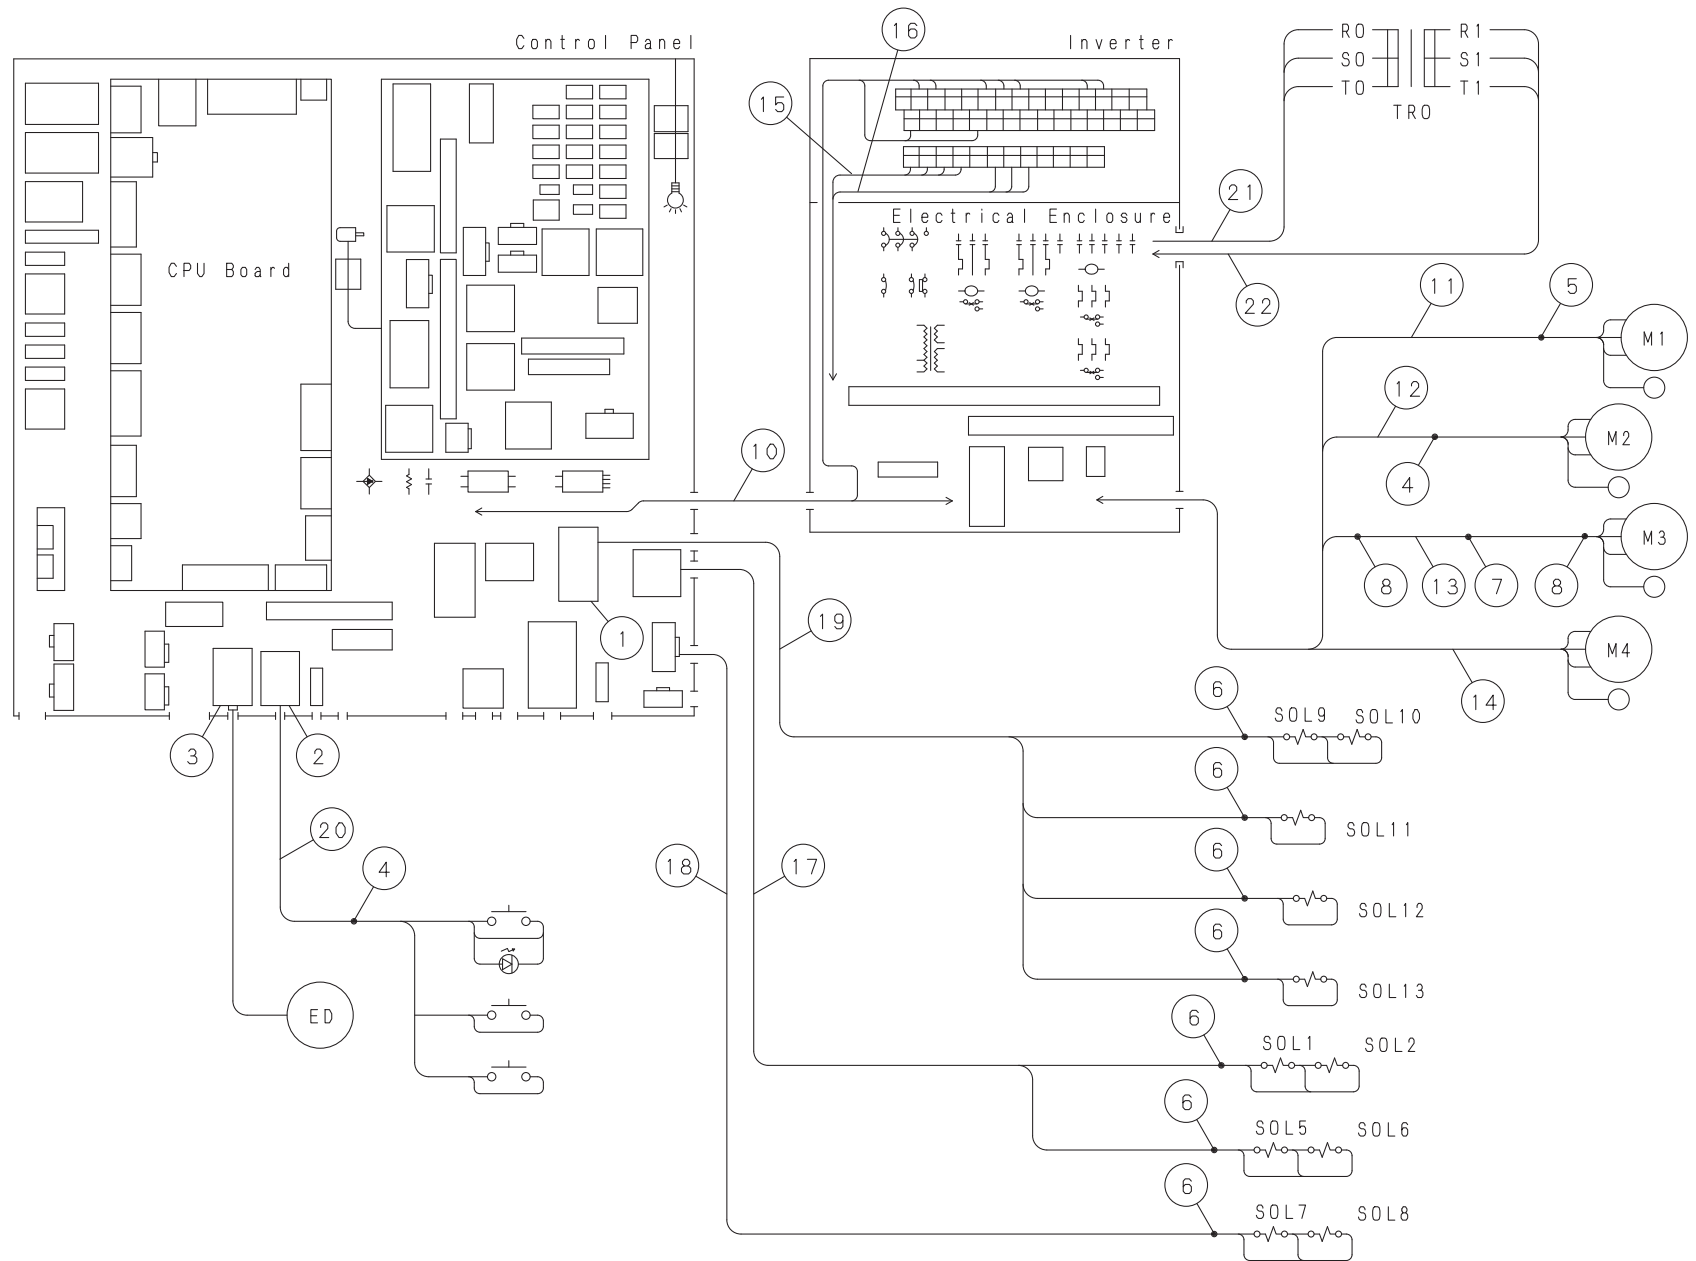 Control Panel
Inverter
16
15
R0
R1
S0
S1
T0
T1
TR0
21
Electrical Enclosure
CPU Board
22
11
5
M1
12
M2
4
10
M3
8
13
7
8
1
19
M4
14
6
SOL9
SOL10
3
2
6
SOL11
20
4
18
17
6
SOL12
6
SOL13
ED
6
SOL1
SOL2
6
SOL5
SOL6
6
SOL7
SOL8